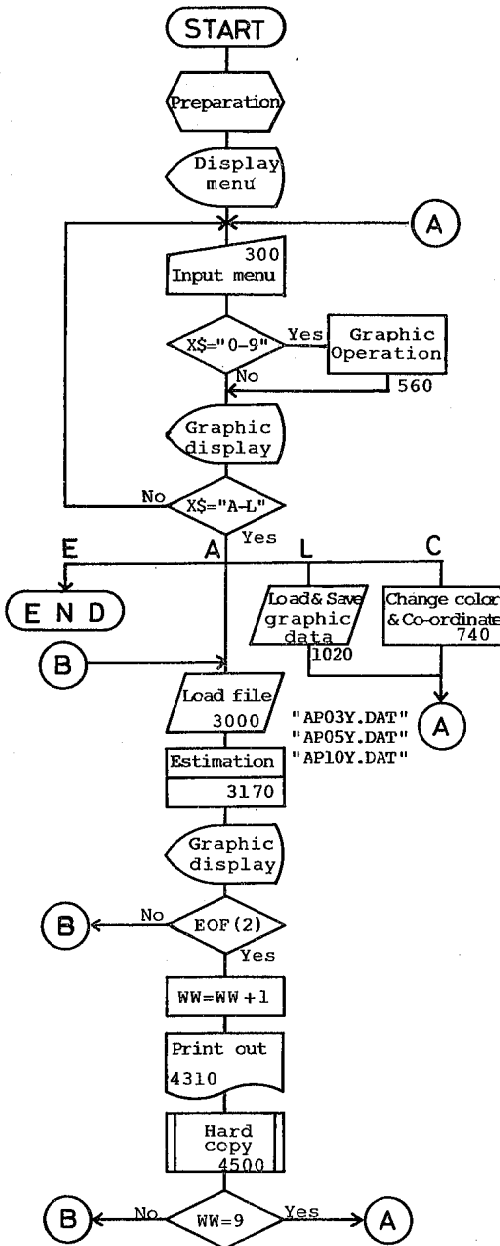 START
Preparation
Display
menu
A
300
Input menu
X$="0-9"
Yes
Graphic
Operation
No
560
Graphic
display
No
X$="A-L"
Yes
E
A
L
C
END
Load & Save
graphic
data
1020
Change color
& Co-ordinate
740
B
Load file
3000
"AP03Y.DAT"
"AP05Y.DAT"
"AP10Y.DAT"
A
Estimation
3170
Graphic
display
B
No
EOF(2)
Yes
WW=WW+1
Print out
4310
Hard
copy
4500
B
No
WW=9
Yes
A